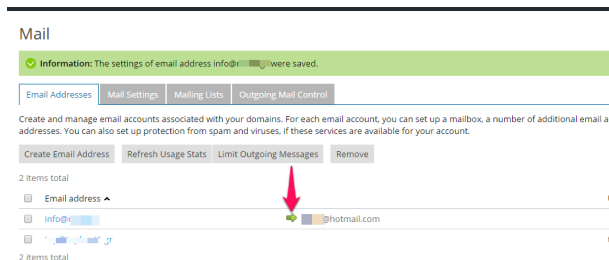 Mail
Information: The settings of email address info@ were saved.
Email Addresses Mail Settings Mailing Lists Outgoing Mail Control
Create and manage email accounts associated with your domains. For each email account, you can set up a mailbox, a number of additional email a
addresses. You can also set up protection from spam and viruses, if these services are available for your account.
Create Email Address Refresh Usage Stats Limit Outgoing Messages Remove
2 items total
Email address
info@ @hotmail.com
2 items total